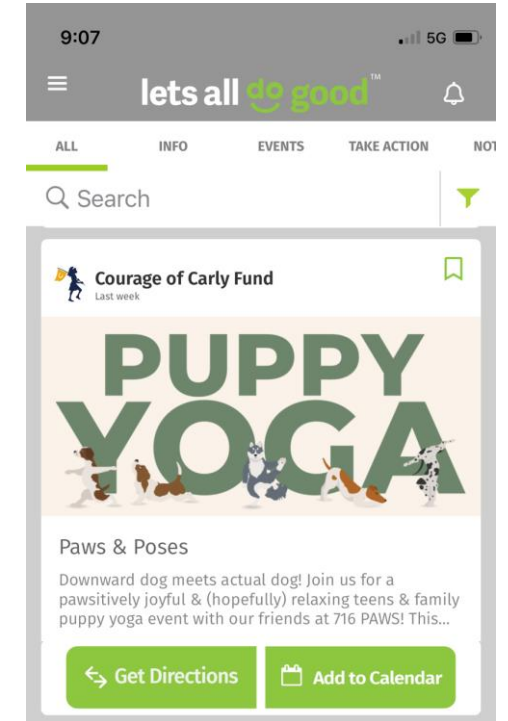 9:07 5G
lets all do good™
ALL INFO EVENTS TAKE ACTION NOT
Search
Courage of Carly Fund
Last week
PUPPY
YOGA
Paws & Poses
Downward dog meets actual dog! Join us for a
pawsitively joyful & (hopefully) relaxing teens & family
puppy yoga event with our friends at 716 PAWS! This...
Get Directions Add to Calendar